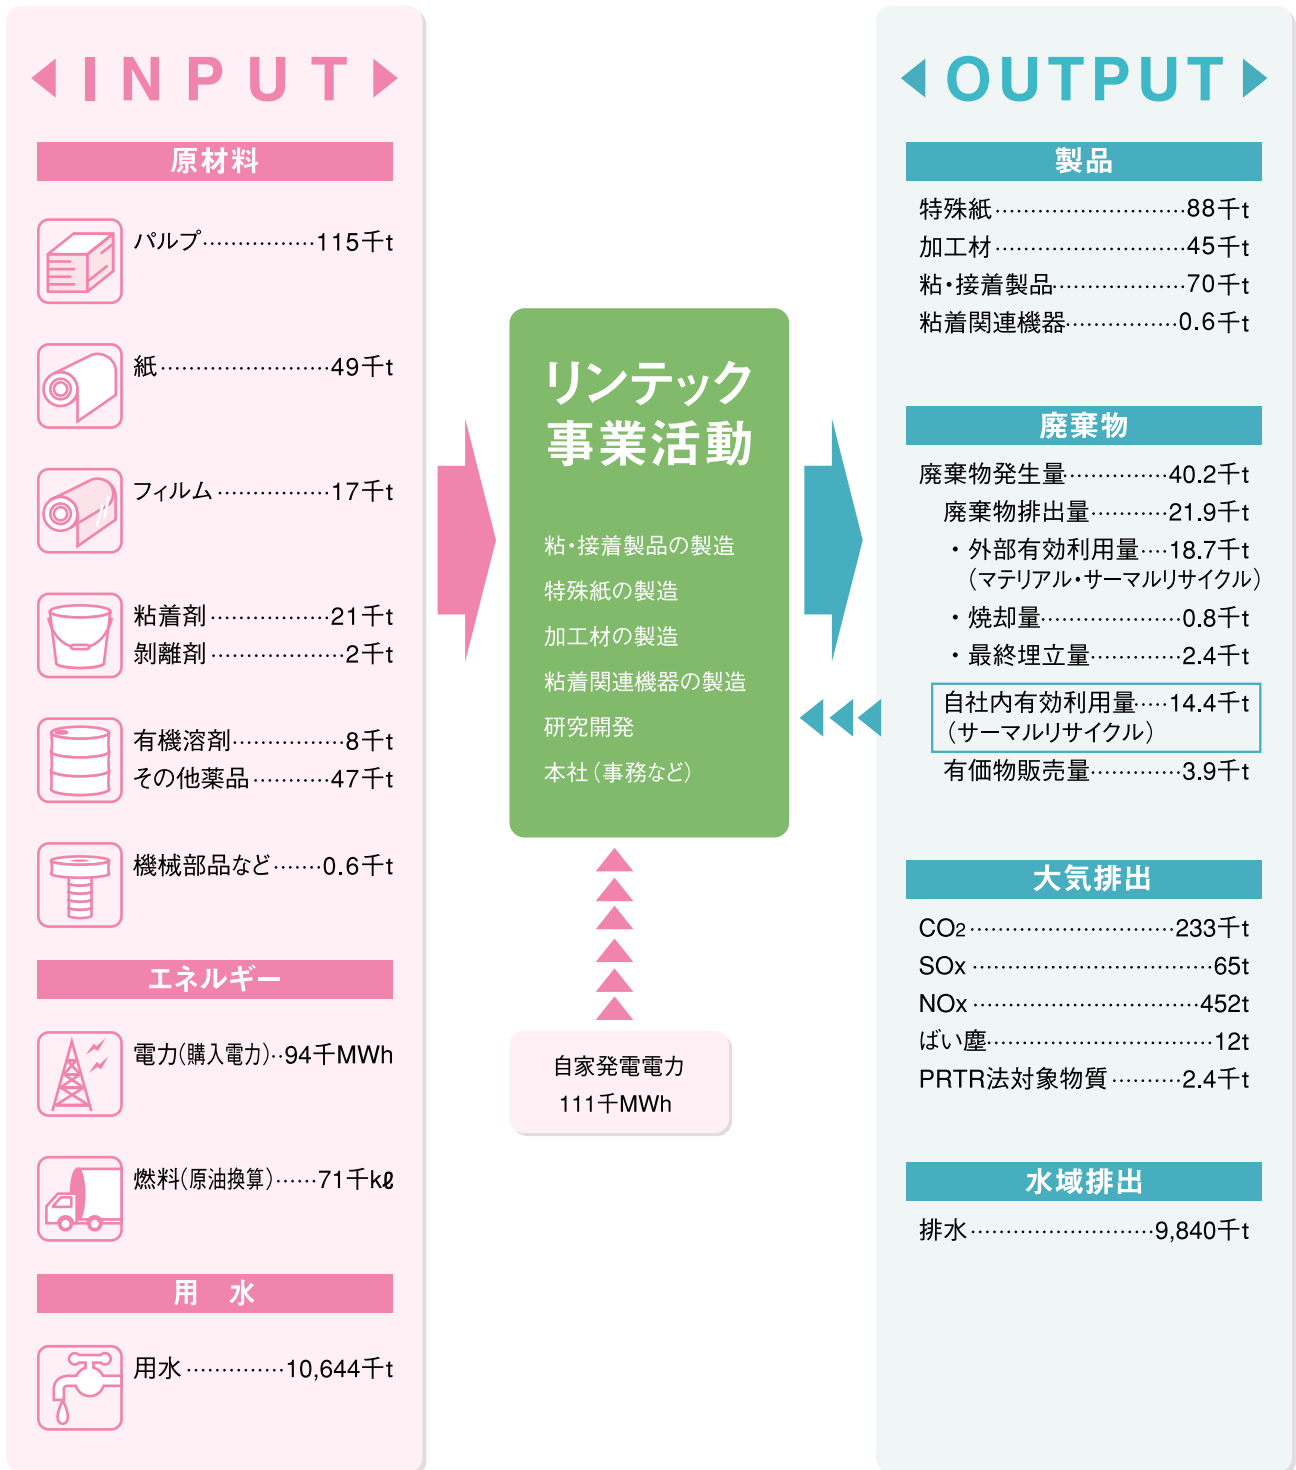 INPUT
原材料
パルプ……………115千t
紙……………………49千t
フィルム……………17千t
粘着剤………………21千t
剝離剤………………2千t
有機溶剤……………8千t
その他薬品…………47千t
機械部品など……0.6千t
エネルギー
電力(購入電力)‥94千MWh
燃料(原油換算)……71千kℓ
用 水
用水…………10,644千t
リンテック
事業活動
粘・接着製品の製造
特殊紙の製造
加工材の製造
粘着関連機器の製造
研究開発
本社(事務など)
自家発電電力
111千MWh
OUTPUT
製品
特殊紙………………………88千t
加工材………………………45千t
粘・接着製品………………70千t
粘着関連機器……………0.6千t
廃棄物
廃棄物発生量……………40.2千t
廃棄物排出量…………21.9千t
・外部有効利用量‥‥18.7千t
(マテリアル・サーマルリサイクル)
・焼却量………………0.8千t
・最終埋立量…………2.4千t
自社内有効利用量‥‥14.4千t
(サーマルリサイクル)
有価物販売量…………3.9千t
大気排出
CO2………………………233千t
SOx……………………………65t
NOx…………………………452t
ばい塵…………………………12t
PRTR法対象物質…………2.4千t
水域排出
排水……………………9,840千t